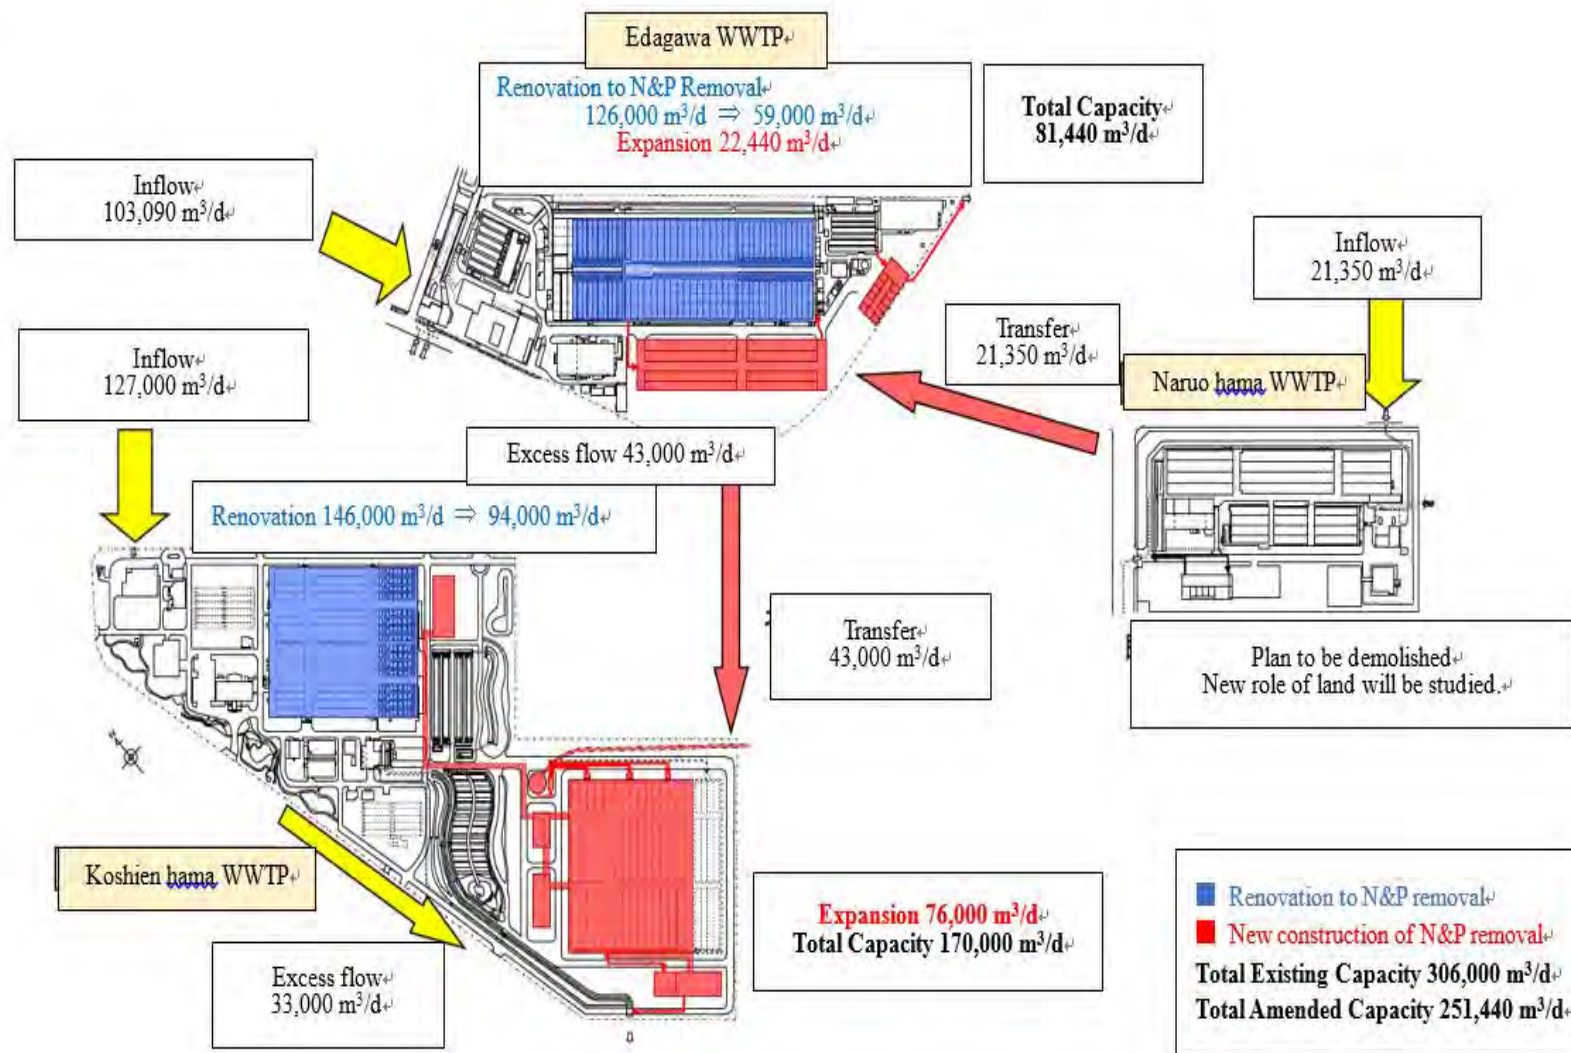 Edagawa WWTP
Renovation to N&P Removal
126,000 m³/d ⇒ 59,000 m³/d
Expansion 22,440 m³/d
Total Capacity
81,440 m³/d
Inflow
103,090 m³/d
Inflow
21,350 m³/d
Inflow
127,000 m³/d
Transfer
21,350 m³/d
Naruo hama WWTP
Excess flow 43,000 m³/d
Renovation 146,000 m³/d ⇒ 94,000 m³/d
Transfer
43,000 m³/d
Plan to be demolished
New role of land will be studied.
Koshien hama WWTP
Expansion 76,000 m³/d
Total Capacity 170,000 m³/d
Excess flow
33,000 m³/d
Renovation to N&P removal
New construction of N&P removal
Total Existing Capacity 306,000 m³/d
Total Amended Capacity 251,440 m³/d